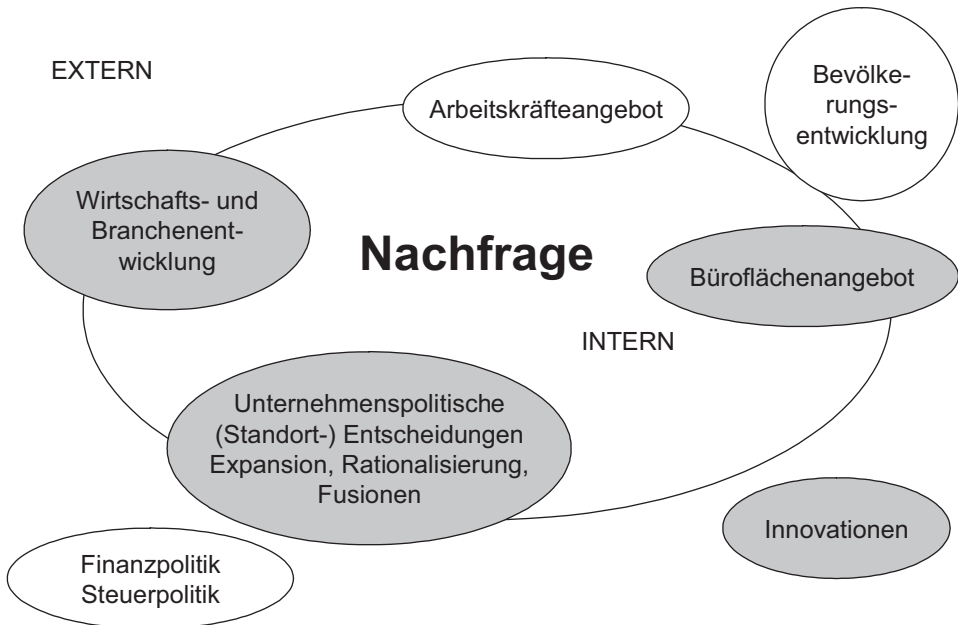 EXTERN
Arbeitskräfteangebot
Bevölke-
rungs-
entwicklung
Wirtschafts- und
Branchenent-
wicklung
Nachfrage
Büroflächenangebot
INTERN
Unternehmenspolitische
(Standort-) Entscheidungen
Expansion, Rationalisierung,
Fusionen
Innovationen
Finanzpolitik
Steuerpolitik